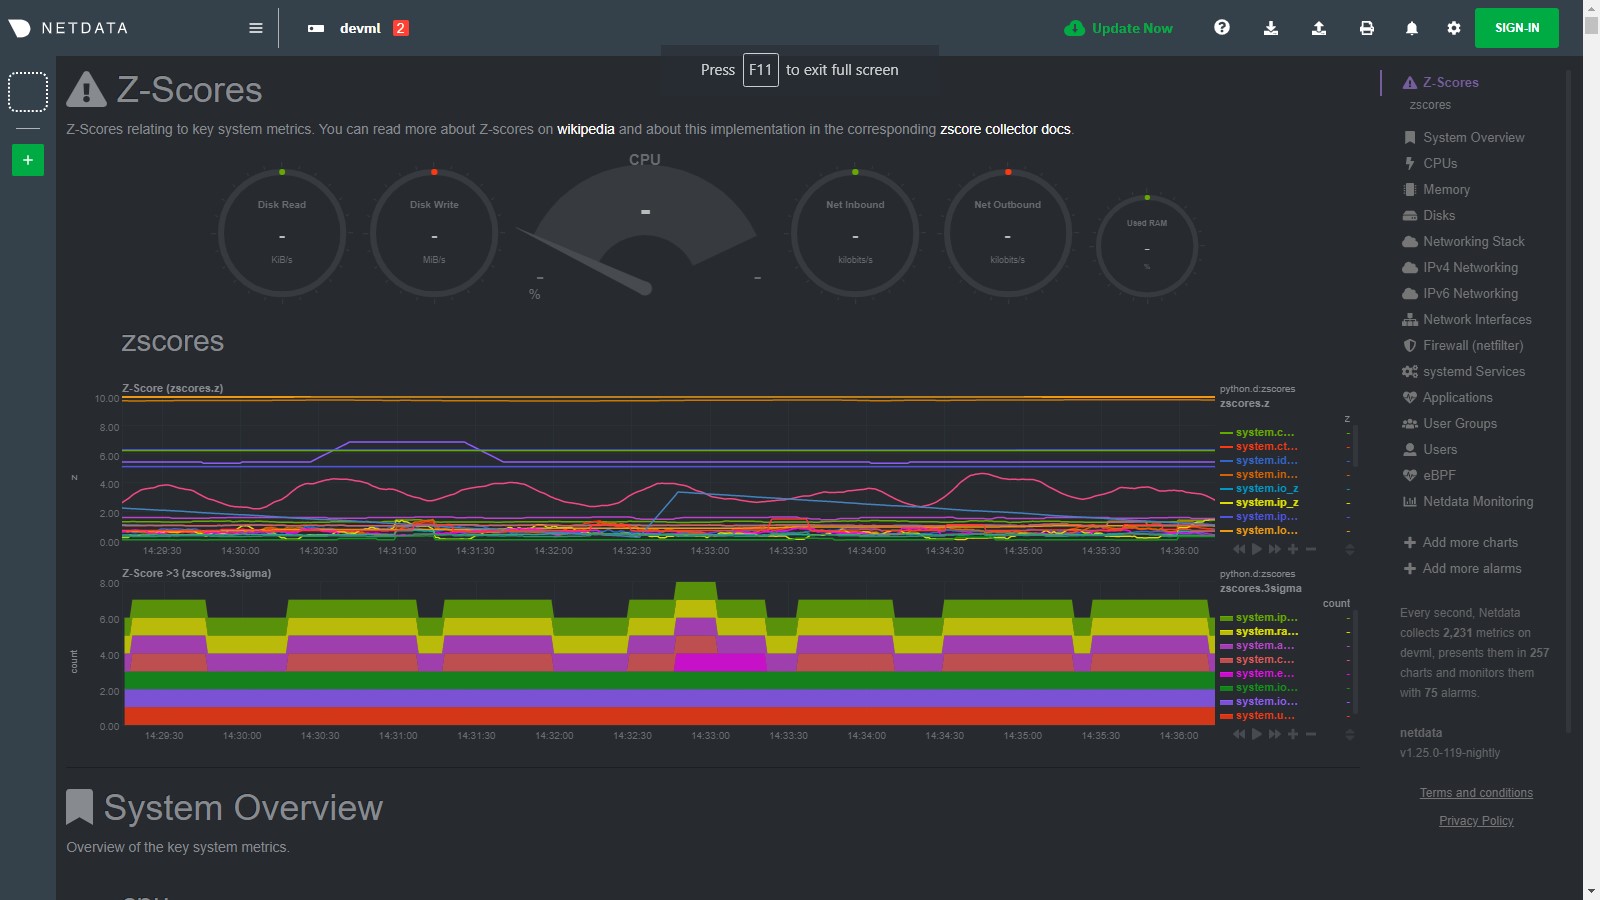 NETDATA
devml 2
Update Now
SIGN-IN
Press F11 to exit full screen
+
Z-Scores
Z-Scores relating to key system metrics. You can read more about Z-scores on wikipedia and about this implementation in the corresponding zscore collector docs.
Disk Read
-
KiB/s
Disk Write
-
MiB/s
CPU
-
-
-
%
Net Inbound
-
kilobits/s
Net Outbound
-
kilobits/s
Used RAM
-
%
zscores
Z-Score (zscores.z)
10.00
8.00
6.00
4.00
2.00
0.00
z
14:29:30 14:30:00 14:30:30 14:31:00 14:31:30 14:32:00 14:32:30 14:33:00 14:33:30 14:34:00 14:34:30 14:35:00 14:35:30 14:36:00
python.d:zscores
zscores.z
z
system.c... -
system.ct... -
system.id... -
system.in... -
system.io_z -
system.ip_z -
system.ip... -
system.lo... -
Z-Score >3 (zscores.3sigma)
8.00
6.00
4.00
2.00
0.00
count
14:29:30 14:30:00 14:30:30 14:31:00 14:31:30 14:32:00 14:32:30 14:33:00 14:33:30 14:34:00 14:34:30 14:35:00 14:35:30 14:36:00
python.d:zscores
zscores.3sigma
count
system.ip... -
system.ra... -
system.a... -
system.c... -
system.e... -
system.io... -
system.io... -
system.u... -
System Overview
Overview of the key system metrics.
Z-Scores
zscores
System Overview
CPUs
Memory
Disks
Networking Stack
IPv4 Networking
IPv6 Networking
Network Interfaces
Firewall (netfilter)
systemd Services
Applications
User Groups
Users
eBPF
Netdata Monitoring
Add more charts
Add more alarms
Every second, Netdata
collects 2,231 metrics on
devml, presents them in 257
charts and monitors them
with 75 alarms.
netdata
v1.25.0-119-nightly
Terms and conditions
Privacy Policy